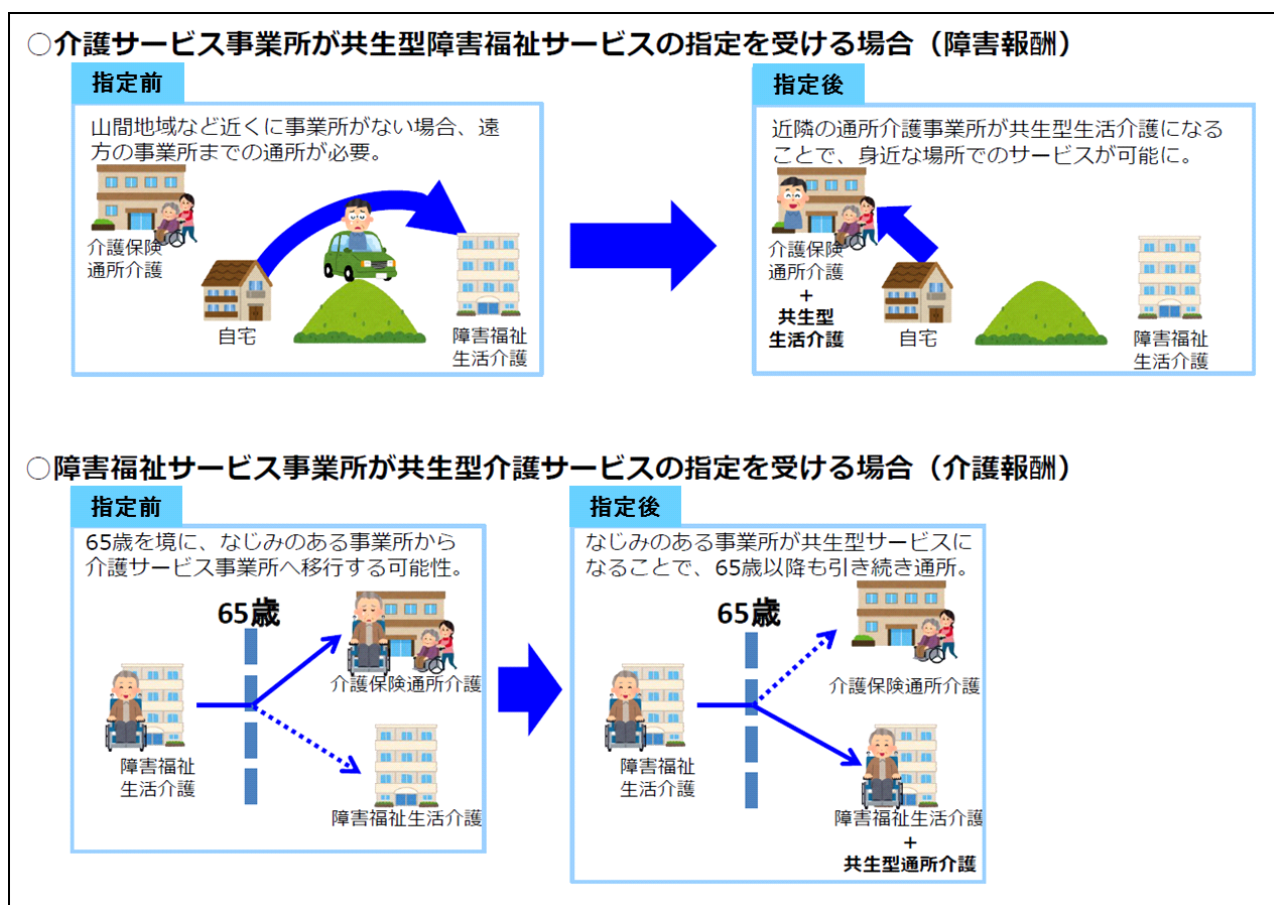 ○介護サービス事業所が共生型障害福祉サービスの指定を受ける場合（障害報酬）
指定前
山間地域など近くに事業所がない場合、遠
方の事業所までの通所が必要。
介護保険
通所介護
自宅
障害福祉
生活介護
指定後
近隣の通所介護事業所が共生型生活介護になる
ことで、身近な場所でのサービスが可能に。
介護保険
通所介護
+
共生型
生活介護
自宅
障害福祉
生活介護
○障害福祉サービス事業所が共生型介護サービスの指定を受ける場合（介護報酬）
指定前
65歳を境に、なじみのある事業所から
介護サービス事業所へ移行する可能性。
65歳
介護保険通所介護
障害福祉
生活介護
障害福祉生活介護
指定後
なじみのある事業所が共生型サービスに
なることで、65歳以降も引き続き通所。
65歳
介護保険通所介護
障害福祉
生活介護
障害福祉生活介護
+
共生型通所介護